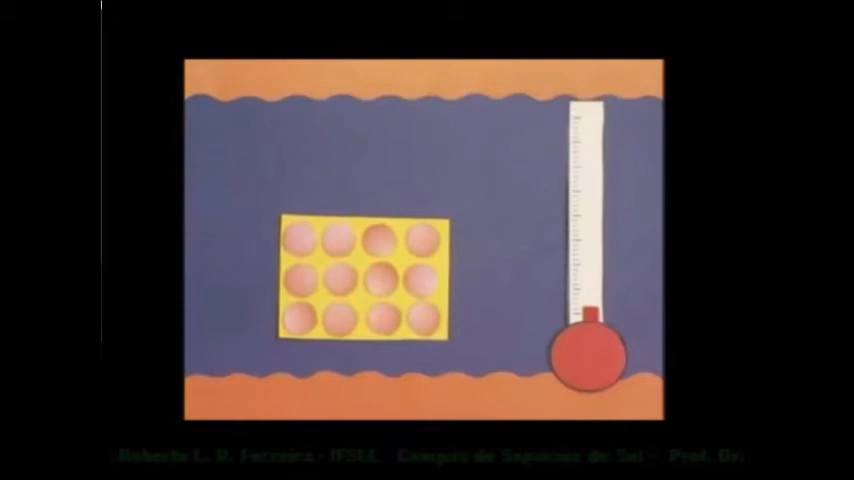 Roberto L. R. Ferreira - IFSUL Campus de Sapucaia do Sul - Prof. Dr.